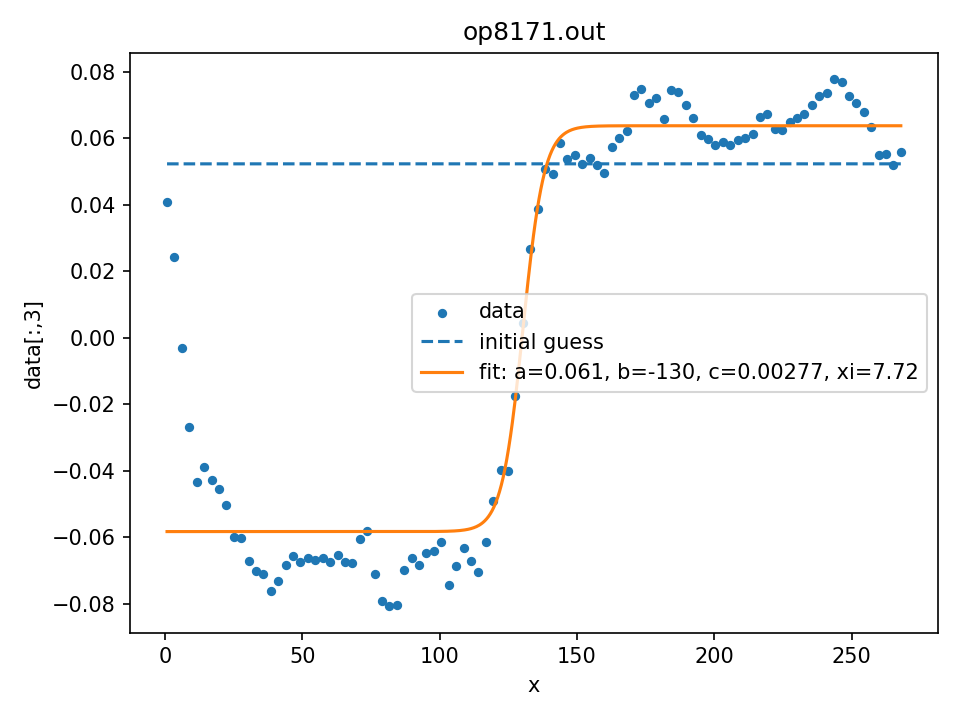 op8171.out
0.08
0.06
0.04
0.02
0.00
−0.02
−0.04
−0.06
−0.08
data[:,3]
data
initial guess
fit: a=0.061, b=-130, c=0.00277, xi=7.72
0 50 100 150 200 250
x